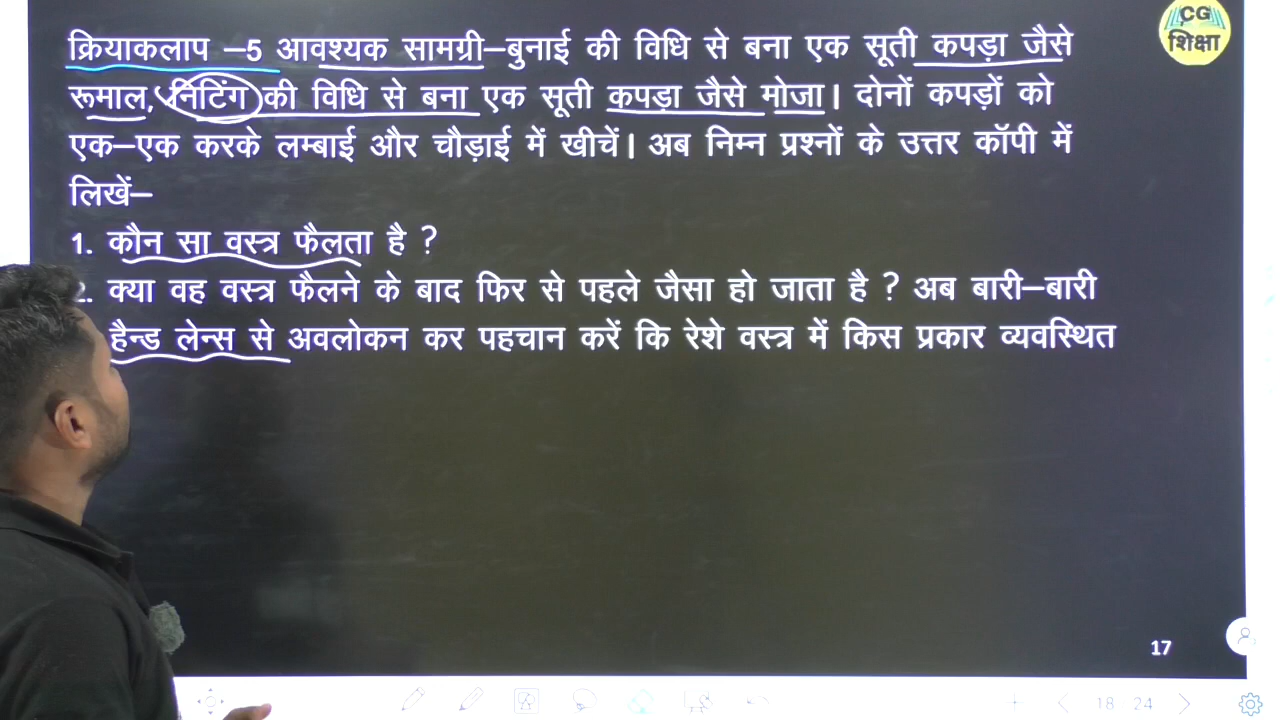 CG
शिक्षा
क्रियाकलाप –5 आवश्यक सामग्री–बुनाई की विधि से बना एक सूती कपड़ा जैसे
रूमाल, निटिंग की विधि से बना एक सूती कपड़ा जैसे मोजा। दोनों कपड़ों को
एक–एक करके लम्बाई और चौड़ाई में खीचें। अब निम्न प्रश्नों के उत्तर कॉपी में
लिखें–
1. कौन सा वस्त्र फैलता है ?
2. क्या वह वस्त्र फैलने के बाद फिर से पहले जैसा हो जाता है ? अब बारी–बारी
हैन्ड लेन्स से अवलोकन कर पहचान करें कि रेशे वस्त्र में किस प्रकार व्यवस्थित
17
18 24